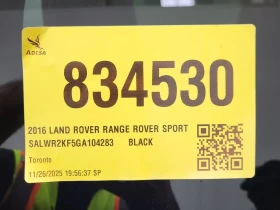 ADESA
834530
2016 LAND ROVER RANGE ROVER SPORT
SALWR2KF5GA104283 BLACK
Toronto
11/26/2025 19:56:37 SP